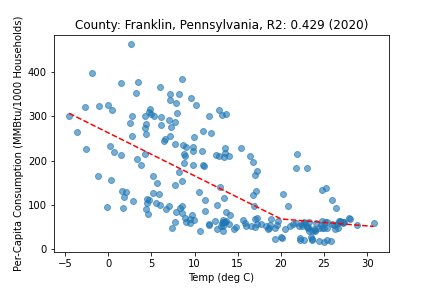 County: Franklin, Pennsylvania, R2: 0.429 (2020)
Per-Capita Consumption (MMBtu/1000 Households)
400
300
200
100
0
−5 0 5 10 15 20 25 30
Temp (deg C)